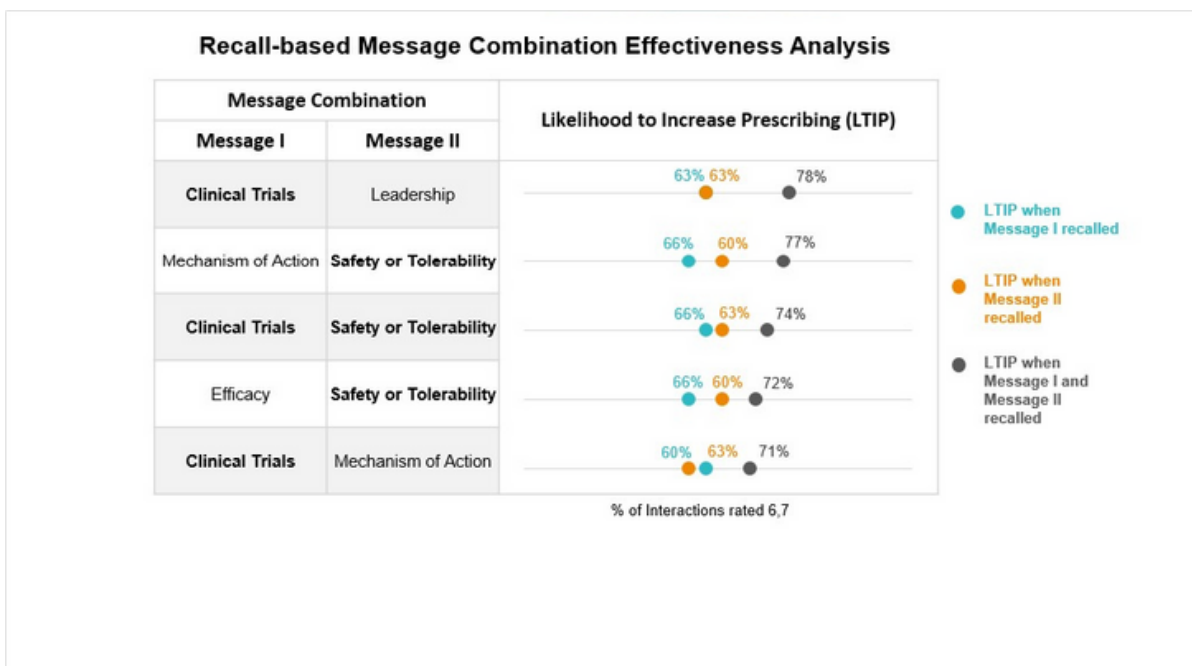 Recall-based Message Combination Effectiveness Analysis
Message Combination
Likelihood to Increase Prescribing (LTIP)
Message I
Message II
Clinical Trials
Leadership
63%
63%
78%
Mechanism of Action
Safety or Tolerability
66%
60%
77%
Clinical Trials
Safety or Tolerability
66%
63%
74%
Efficacy
Safety or Tolerability
66%
60%
72%
Clinical Trials
Mechanism of Action
60%
63%
71%
% of Interactions rated 6,7
LTIP when
Message I recalled
LTIP when
Message II
recalled
LTIP when
Message I and
Message II
recalled